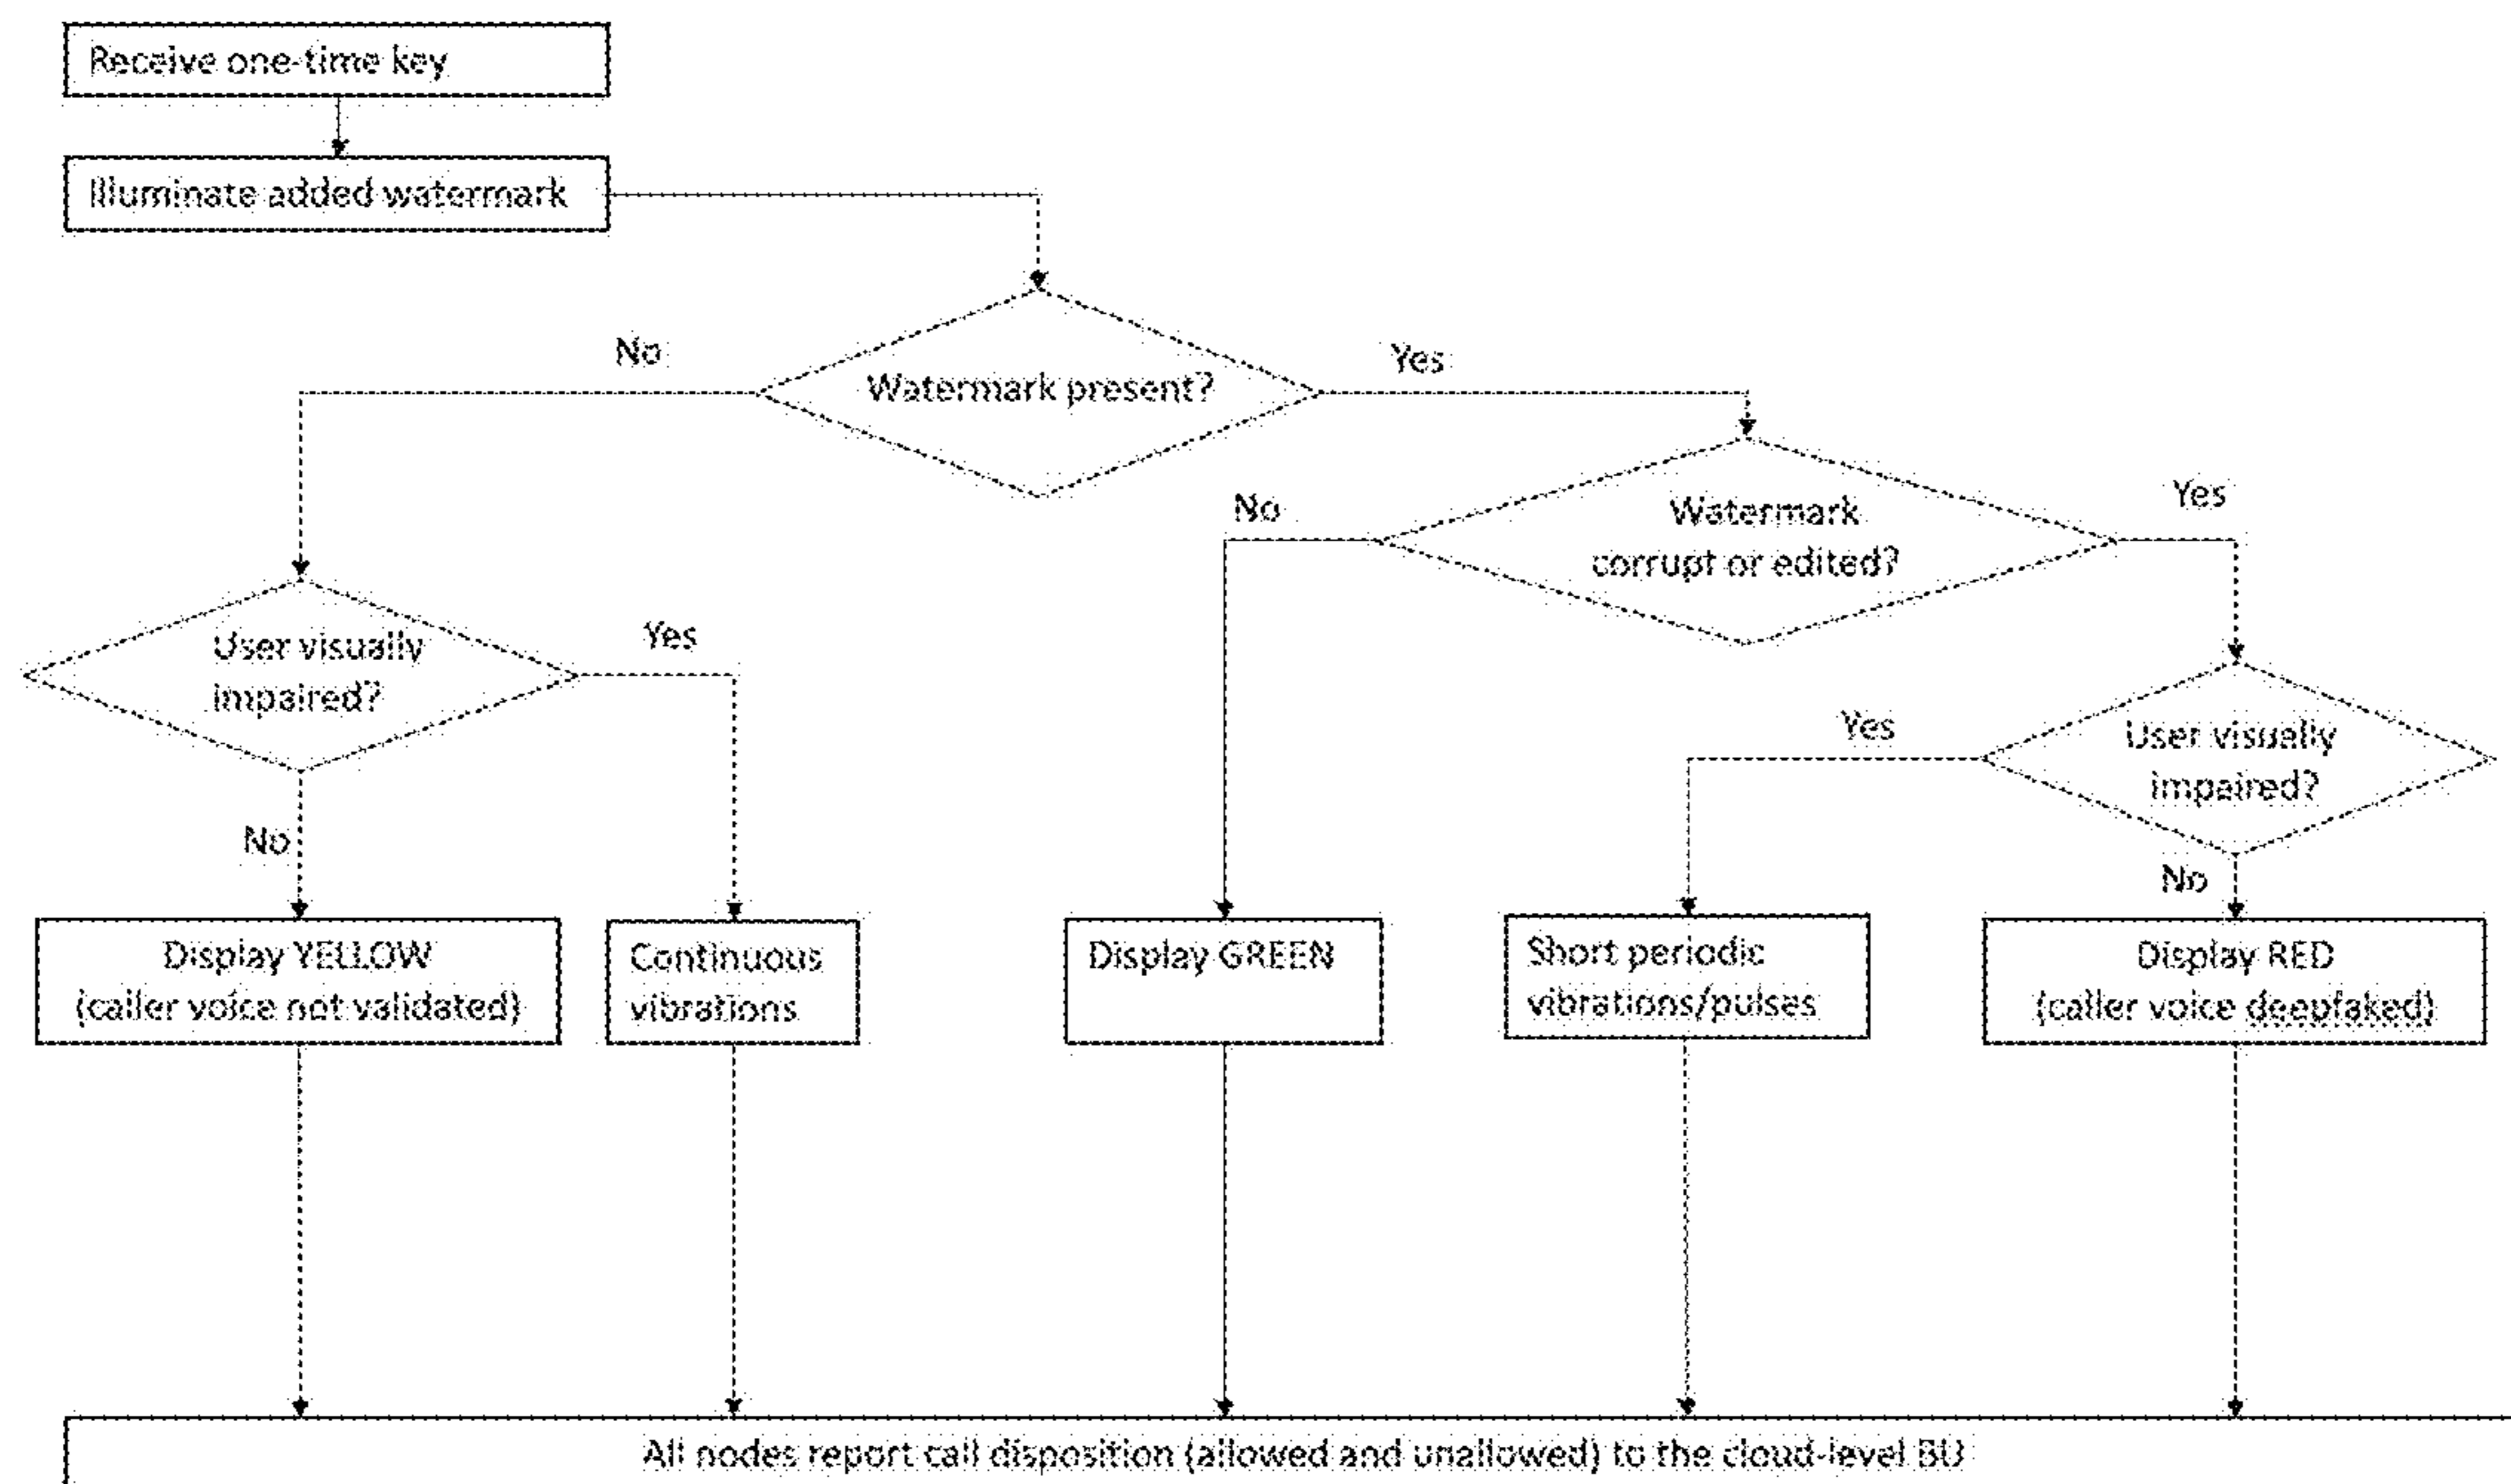 Receive one-time key
Illuminate added watermark
No
Yes
Watermark present?
No
Yes
Watermark
corrupt or edited?
User visually
impaired?
Yes
Yes
User visually
impaired?
No
No
Display YELLOW
(caller voice not validated)
Continuous
vibrations
Display GREEN
Short periodic
vibrations/pulses
Display RED
(caller voice deepfaked)
All nodes report call disposition (allowed and unallowed) to the cloud-level BU